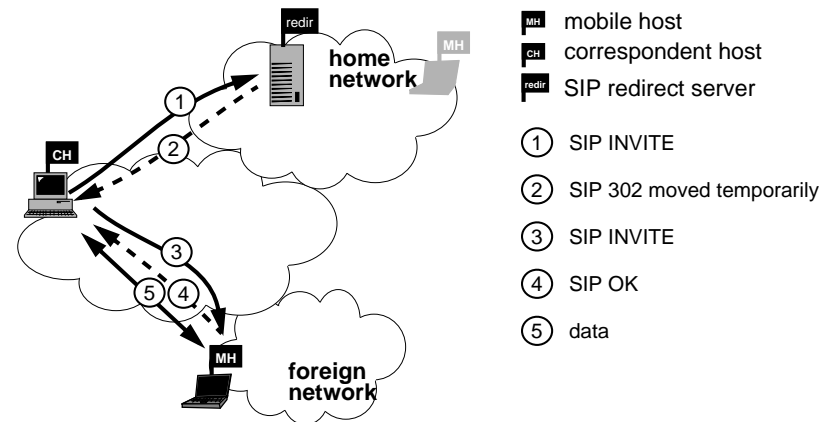 redir
home
network
MH
1
2
CH
3
5
4
MH
foreign
network
MH mobile host
CH correspondent host
redir SIP redirect server
1 SIP INVITE
2 SIP 302 moved temporarily
3 SIP INVITE
4 SIP OK
5 data